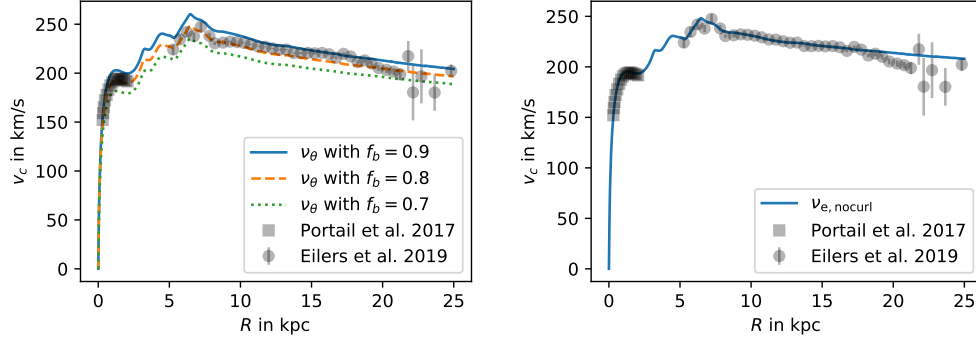 250
200
150
100
50
0
v_c in km/s
ν_θ with f_b = 0.9
ν_θ with f_b = 0.8
ν_θ with f_b = 0.7
Portail et al. 2017
Eilers et al. 2019
0 5 10 15 20 25
R in kpc
250
200
150
100
50
0
v_c in km/s
ν_e, nocurl
Portail et al. 2017
Eilers et al. 2019
0 5 10 15 20 25
R in kpc